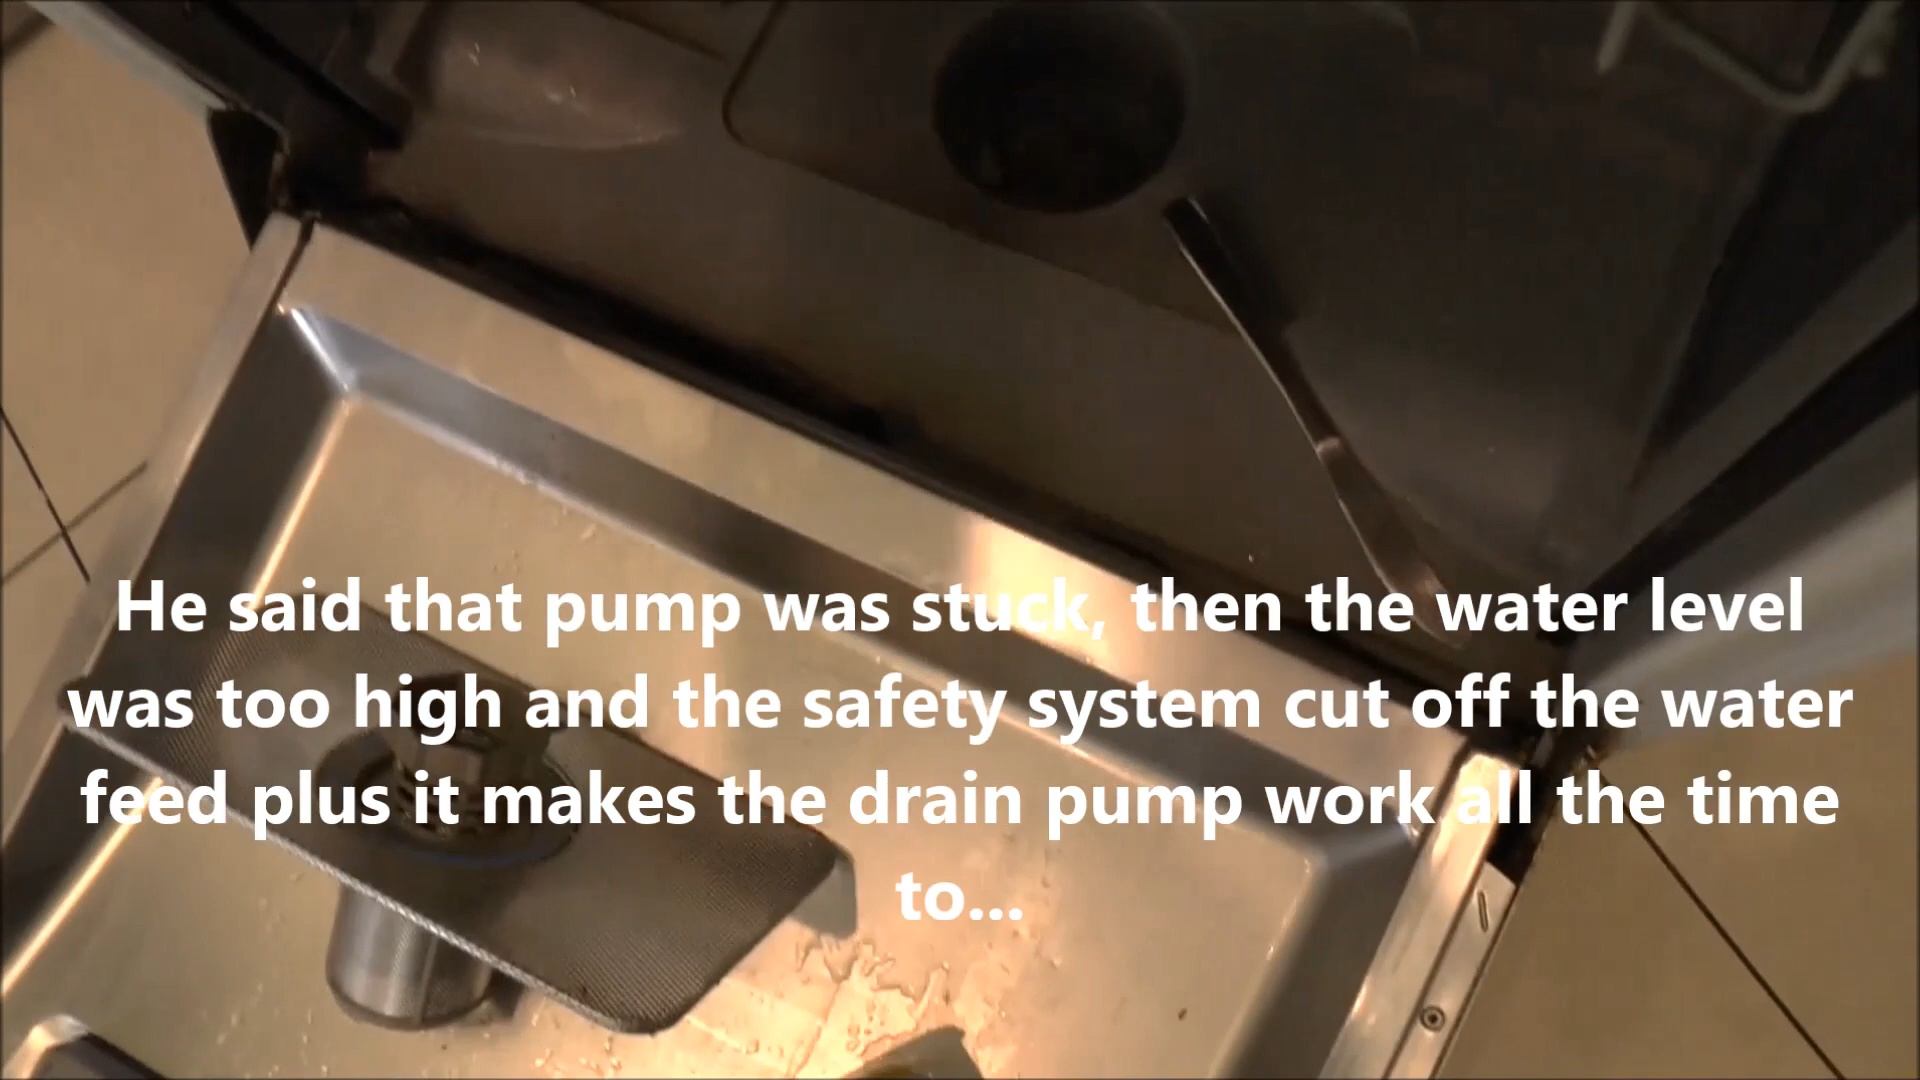 He said that pump was stuck, then the water level
was too high and the safety system cut off the water
feed plus it makes the drain pump work all the time
to...